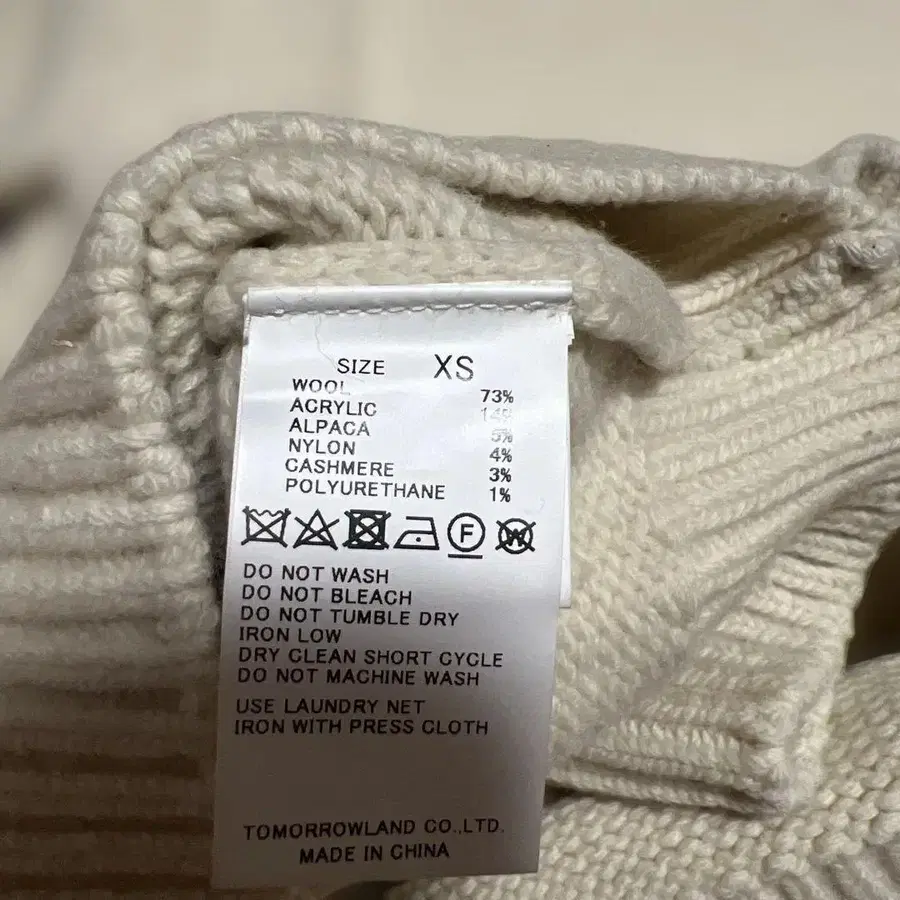 SIZE XS
WOOL 73%
ACRYLIC 14%
ALPACA 5%
NYLON 4%
CASHMERE 3%
POLYURETHANE 1%
F W
DO NOT WASH
DO NOT BLEACH
DO NOT TUMBLE DRY
IRON LOW
DRY CLEAN SHORT CYCLE
DO NOT MACHINE WASH
USE LAUNDRY NET
IRON WITH PRESS CLOTH
TOMORROWLAND CO.,LTD.
MADE IN CHINA